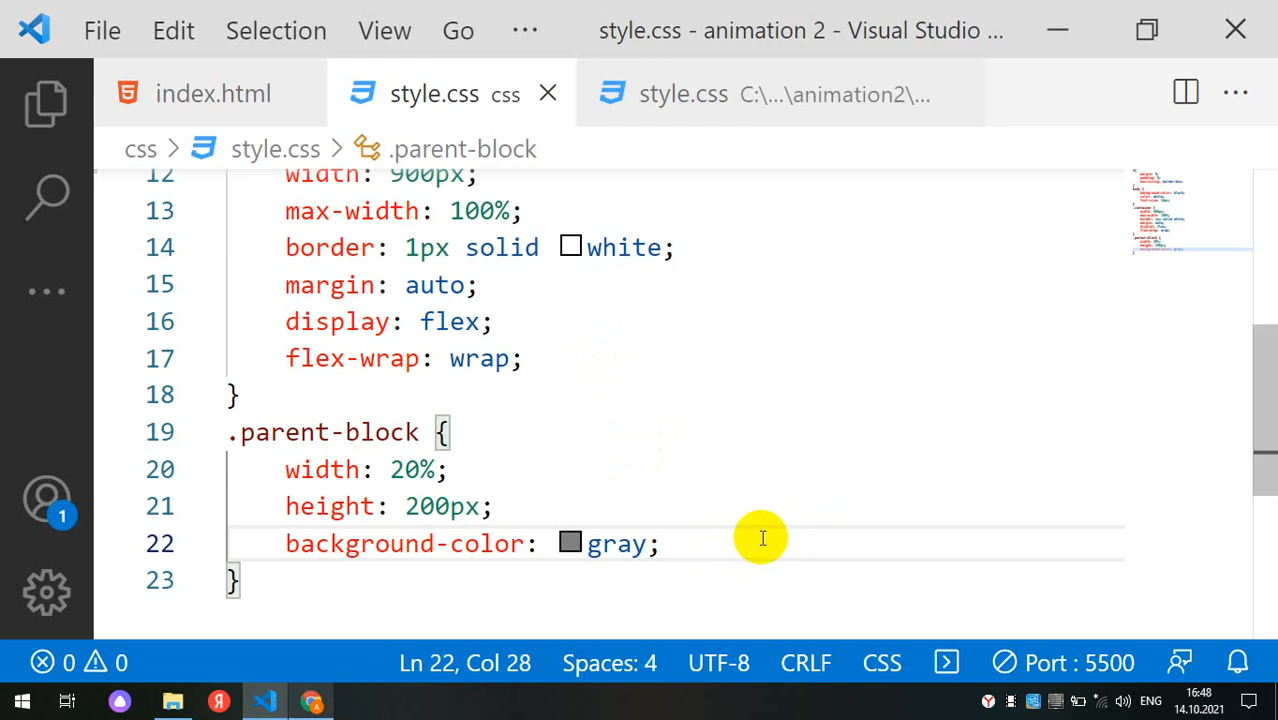 File Edit Selection View Go ··· style.css - animation 2 - Visual Studio ...
index.html style.css css style.css C:\...\animation2\...
css > style.css > .parent-block
12 width: 900px;
13 max-width: 100%;
14 border: 1px solid white;
15 margin: auto;
16 display: flex;
17 flex-wrap: wrap;
18 }
19 .parent-block {
20 width: 20%;
21 height: 200px;
22 background-color: gray;
23 }
1
0 0 Ln 22, Col 28 Spaces: 4 UTF-8 CRLF CSS Port : 5500
Я A Y ENG 16:48
14.10.2021